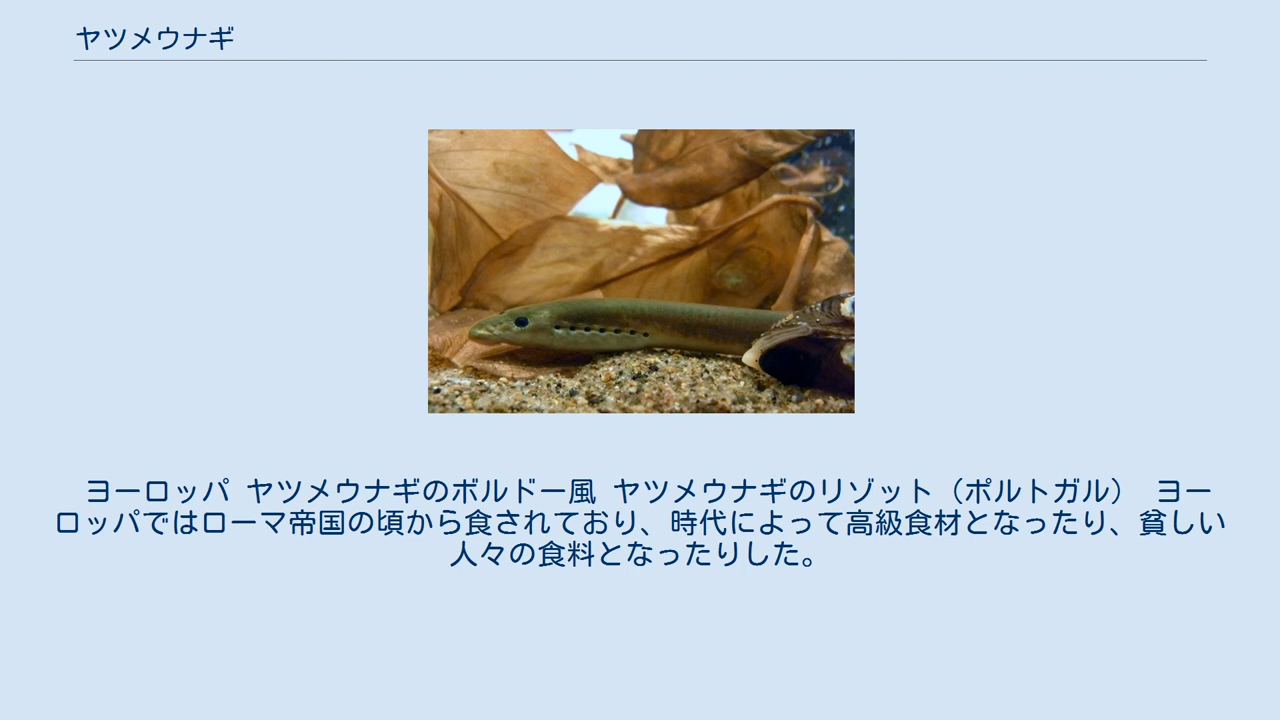 ヤツメウナギ
ヨーロッパ ヤツメウナギのボルドー風 ヤツメウナギのリゾット（ポルトガル） ヨー
ロッパではローマ帝国の頃から食されており、時代によって高級食材となったり、貧しい
人々の食料となったりした。